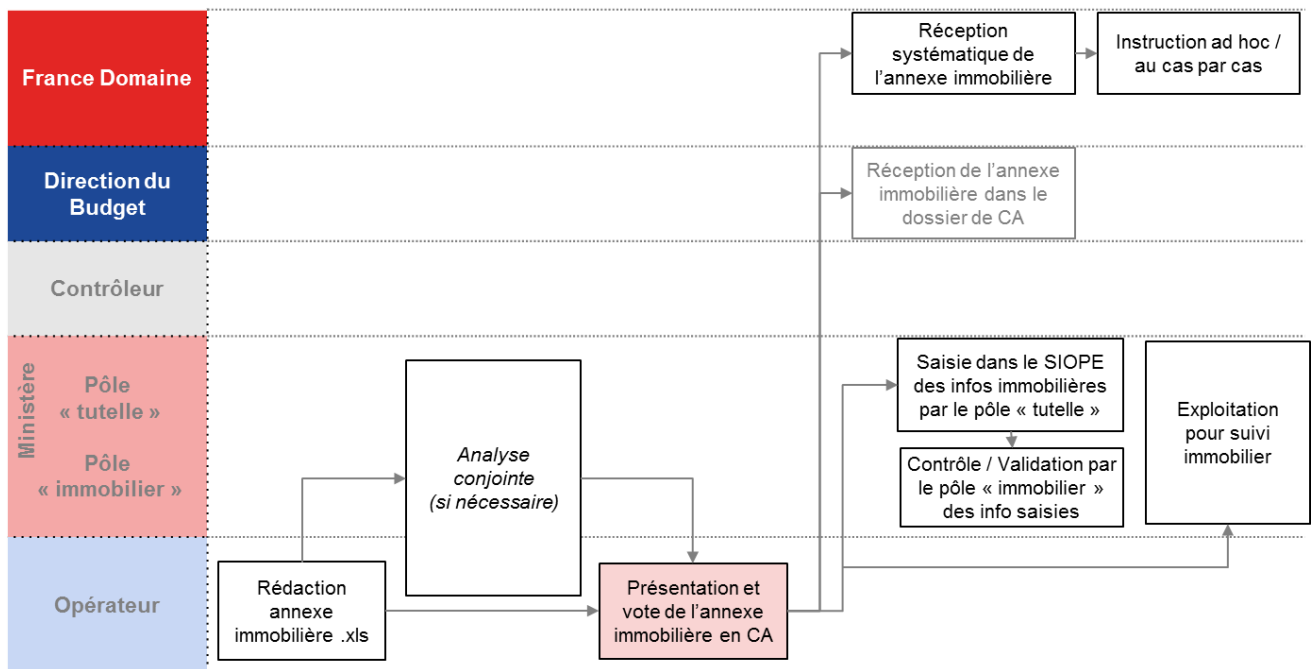 France Domaine
Réception
systématique de
l’annexe immobilière
Instruction ad hoc /
au cas par cas
Direction du
Budget
Réception de l’annexe
immobilière dans le
dossier de CA
Contrôleur
Ministère
Pôle
« tutelle »
Pôle
« immobilier »
Analyse
conjointe
(si nécessaire)
Saisie dans le SIOPE
des infos immobilières
par le pôle « tutelle »
Contrôle / Validation par
le pôle « immobilier »
des info saisies
Exploitation
pour suivi
immobilier
Opérateur
Rédaction
annexe
immobilière .xls
Présentation et
vote de l’annexe
immobilière en CA